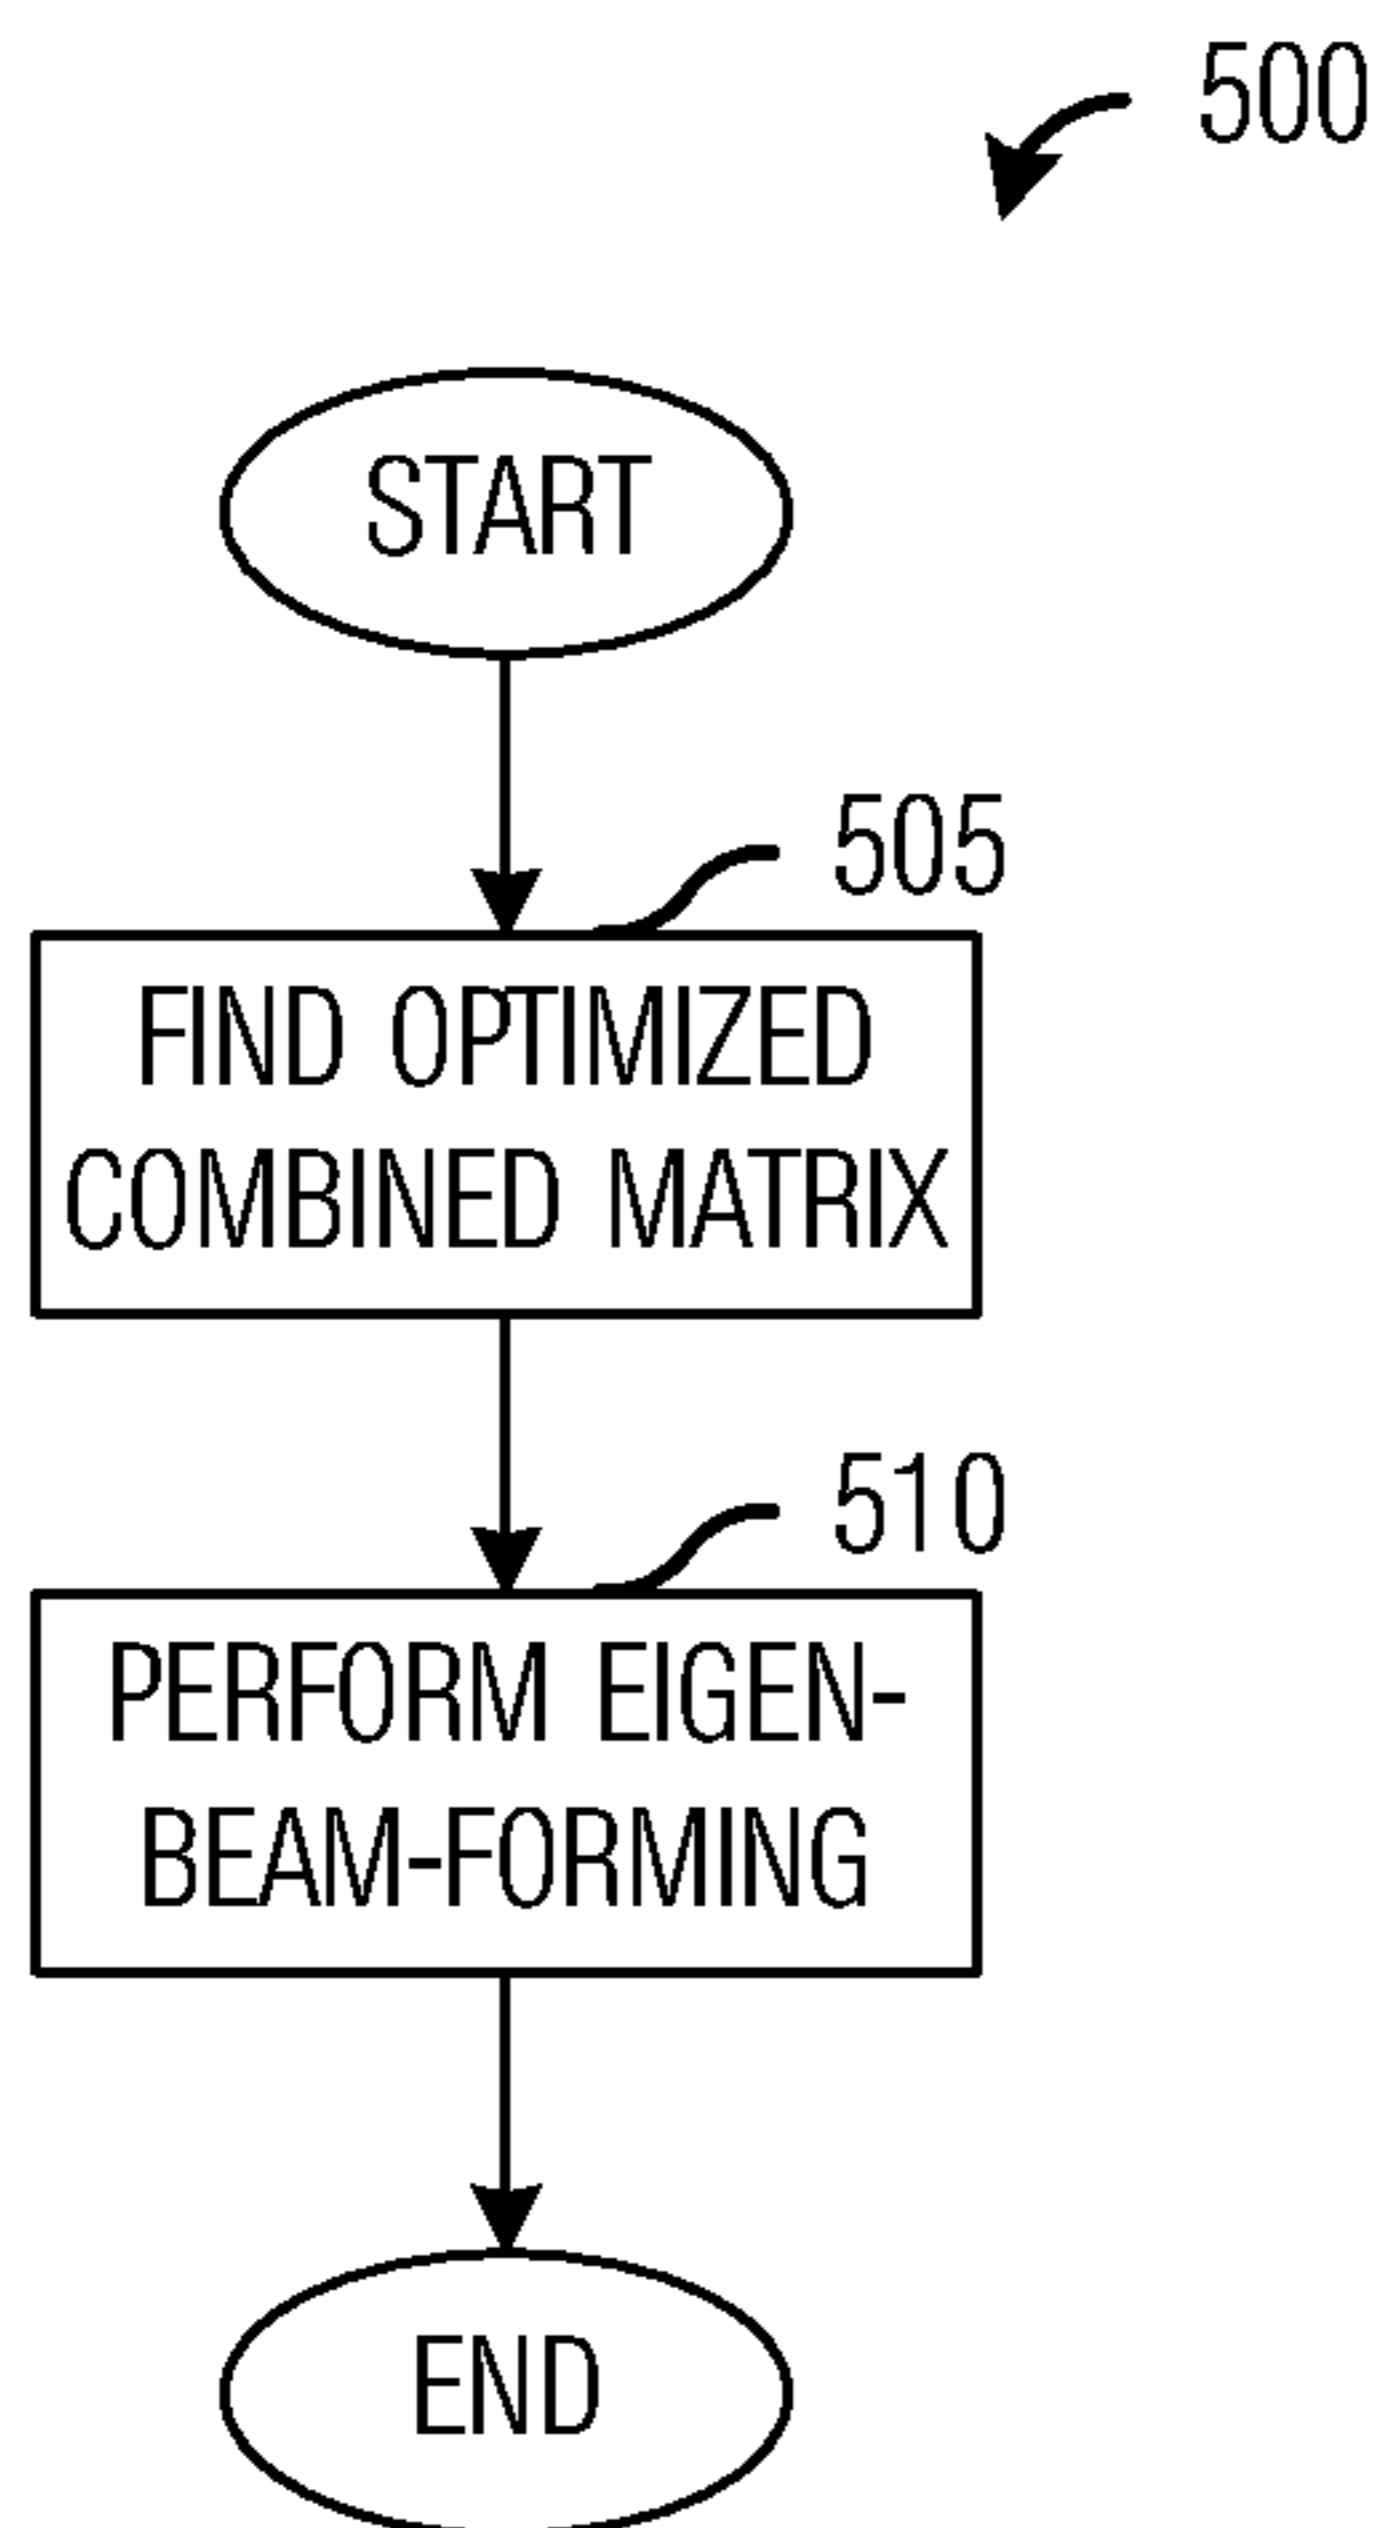 500
START
505
FIND OPTIMIZED
COMBINED MATRIX
510
PERFORM EIGEN-
BEAM-FORMING
END